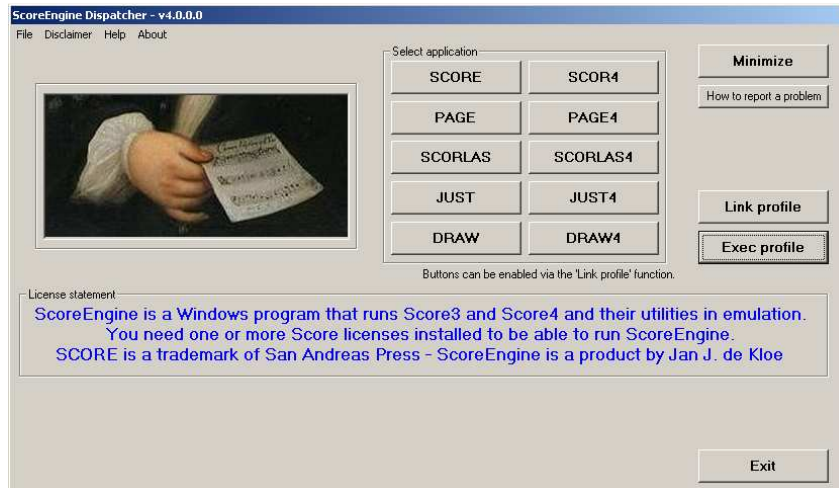 ScoreEngine Dispatcher - v4.0.0.0
File Disclaimer Help About
Select application
SCORE SCOR4
PAGE PAGE4
SCORLAS SCORLAS4
JUST JUST4
DRAW DRAW4
Buttons can be enabled via the 'Link profile' function.
Minimize
How to report a problem
Link profile
Exec profile
License statement
ScoreEngine is a Windows program that runs Score3 and Score4 and their utilities in emulation.
You need one or more Score licenses installed to be able to run ScoreEngine.
SCORE is a trademark of San Andreas Press - ScoreEngine is a product by Jan J. de Kloe
Exit